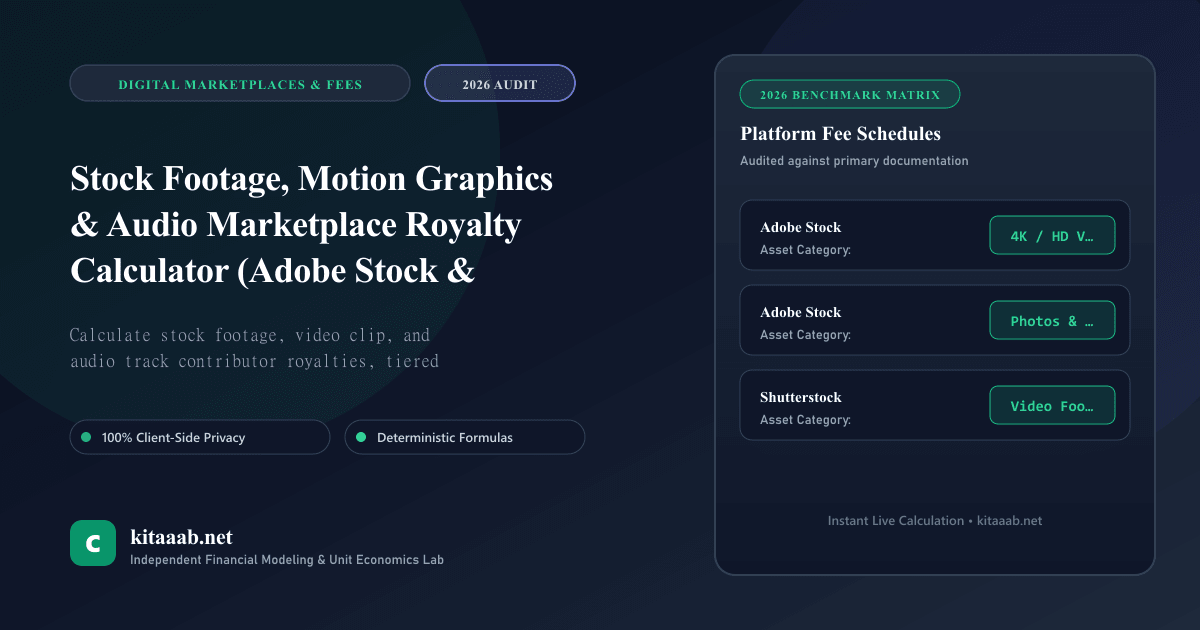 DIGITAL MARKETPLACES & FEES
2026 AUDIT
Stock Footage, Motion Graphics
& Audio Marketplace Royalty
Calculator (Adobe Stock &
Calculate stock footage, video clip, and
audio track contributor royalties, tiered
100% Client-Side Privacy
Deterministic Formulas
C
kitaaab.net
Independent Financial Modeling & Unit Economics Lab
2026 BENCHMARK MATRIX
Platform Fee Schedules
Audited against primary documentation
Adobe Stock
Asset Category:
4K / HD V…
Adobe Stock
Asset Category:
Photos & …
Shutterstock
Asset Category:
Video Foo…
Instant Live Calculation • kitaaab.net